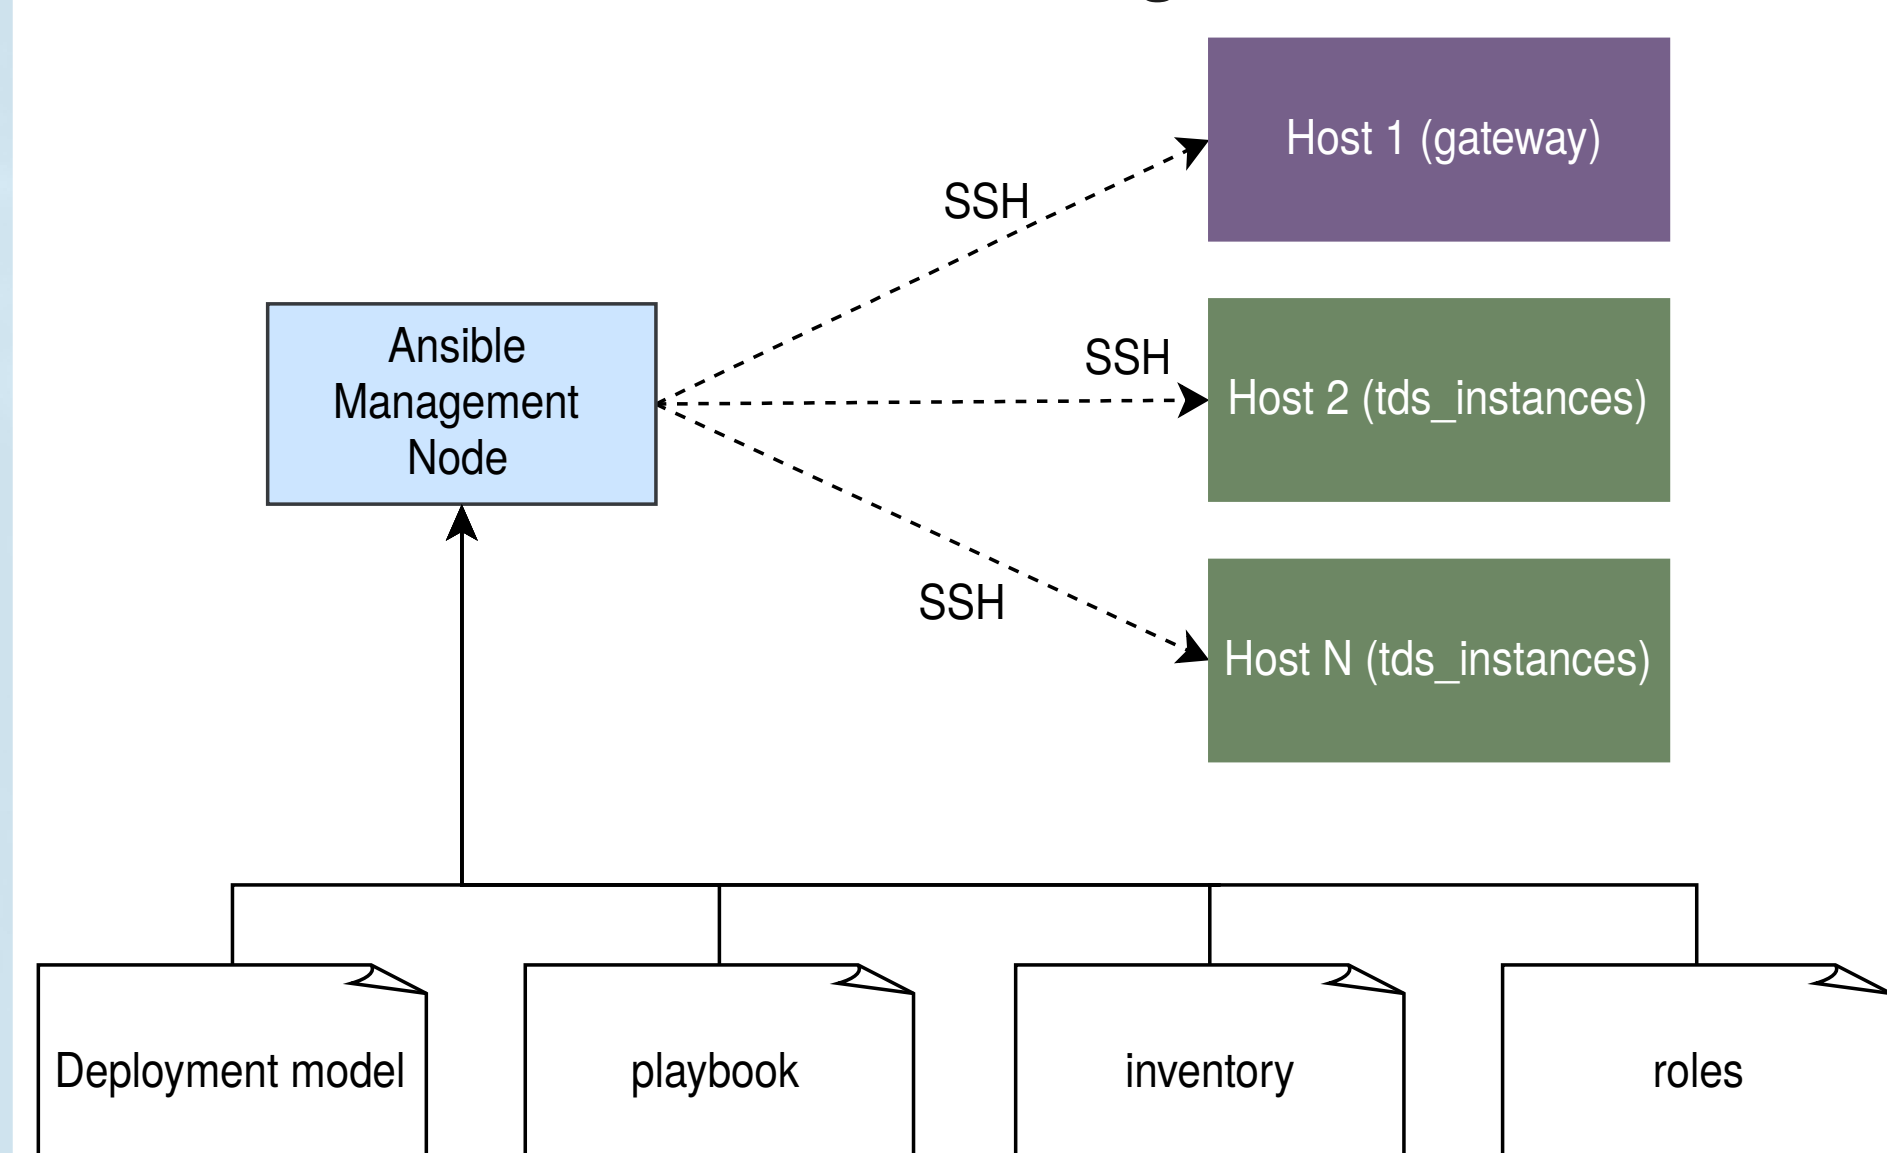 Host 1 (gateway)
SSH
Ansible
Management
Node
SSH
Host 2 (tds_instances)
SSH
Host N (tds_instances)
Deployment model
playbook
inventory
roles